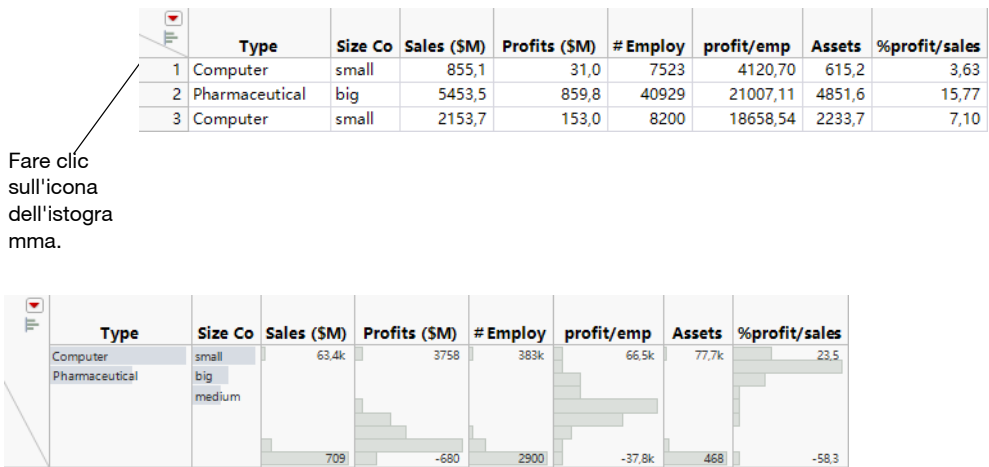 Type Size Co Sales ($M) Profits ($M) # Employ profit/emp Assets %profit/sales
1 Computer small 855,1 31,0 7523 4120,70 615,2 3,63
2 Pharmaceutical big 5453,5 859,8 40929 21007,11 4851,6 15,77
3 Computer small 2153,7 153,0 8200 18658,54 2233,7 7,10
Fare clic
sull'icona
dell'istogra
mma.
Type Size Co Sales ($M) Profits ($M) # Employ profit/emp Assets %profit/sales
Computer small 63,4k 3758 383k 66,5k 77,7k 23,5
Pharmaceutical big
medium
709 -680 2900 -37,8k 468 -58,3